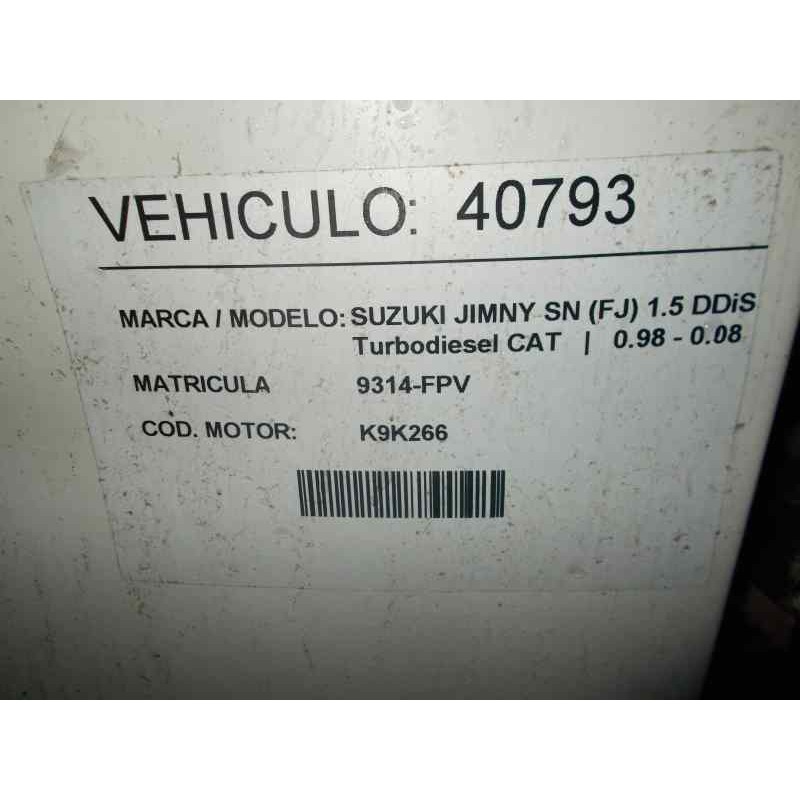 VEHICULO: 40793
MARCA / MODELO: SUZUKI JIMNY SN (FJ) 1.5 DDiS
Turbodiesel CAT | 0.98 - 0.08
MATRICULA 9314-FPV
COD. MOTOR: K9K266